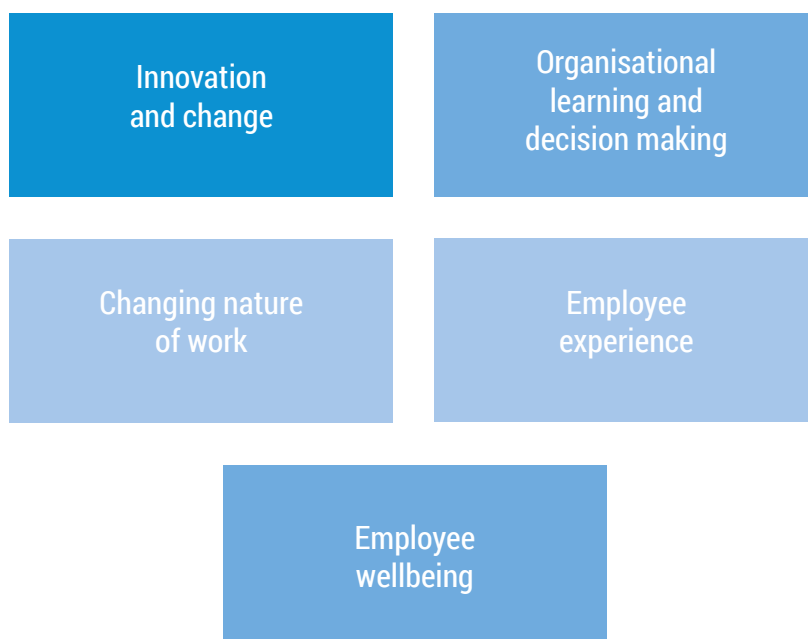 Innovation
and change
Organisational
learning and
decision making
Changing nature
of work
Employee
experience
Employee
wellbeing